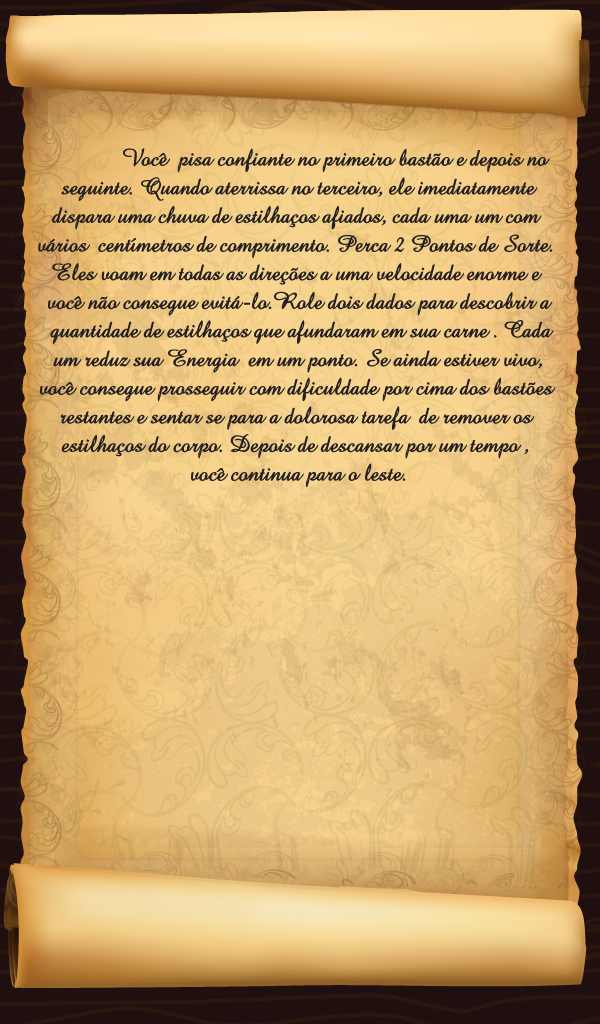 Você pisa confiante no primeiro bastão e depois no
seguinte. Quando aterrissa no terceiro, ele imediatamente
dispara uma chuva de estilhaços afiados, cada uma um com
vários centímetros de comprimento. Perca 2 Pontos de Sorte.
Eles voam em todas as direções a uma velocidade enorme e
você não consegue evitá-lo. Role dois dados para descobrir a
quantidade de estilhaços que afundaram em sua carne . Cada
um reduz sua Energia em um ponto. Se ainda estiver vivo,
você consegue prosseguir com dificuldade por cima dos bastões
restantes e sentar se para a dolorosa tarefa de remover os
estilhaços do corpo. Depois de descansar por um tempo ,
você continua para o leste.